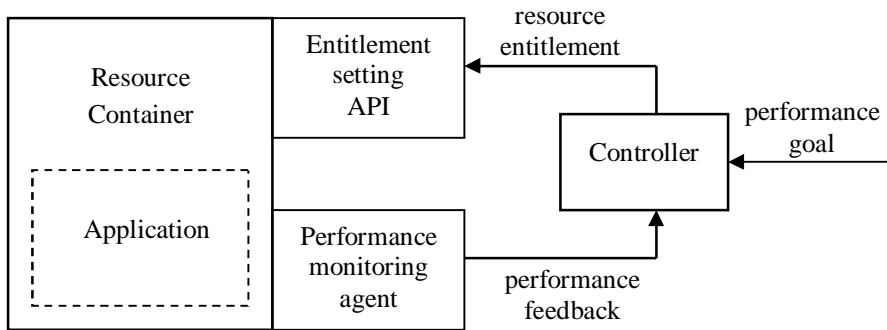 Resource
Container
Application
Entitlement
setting
API
resource
entitlement
Controller
performance
goal
Performance
monitoring
agent
performance
feedback